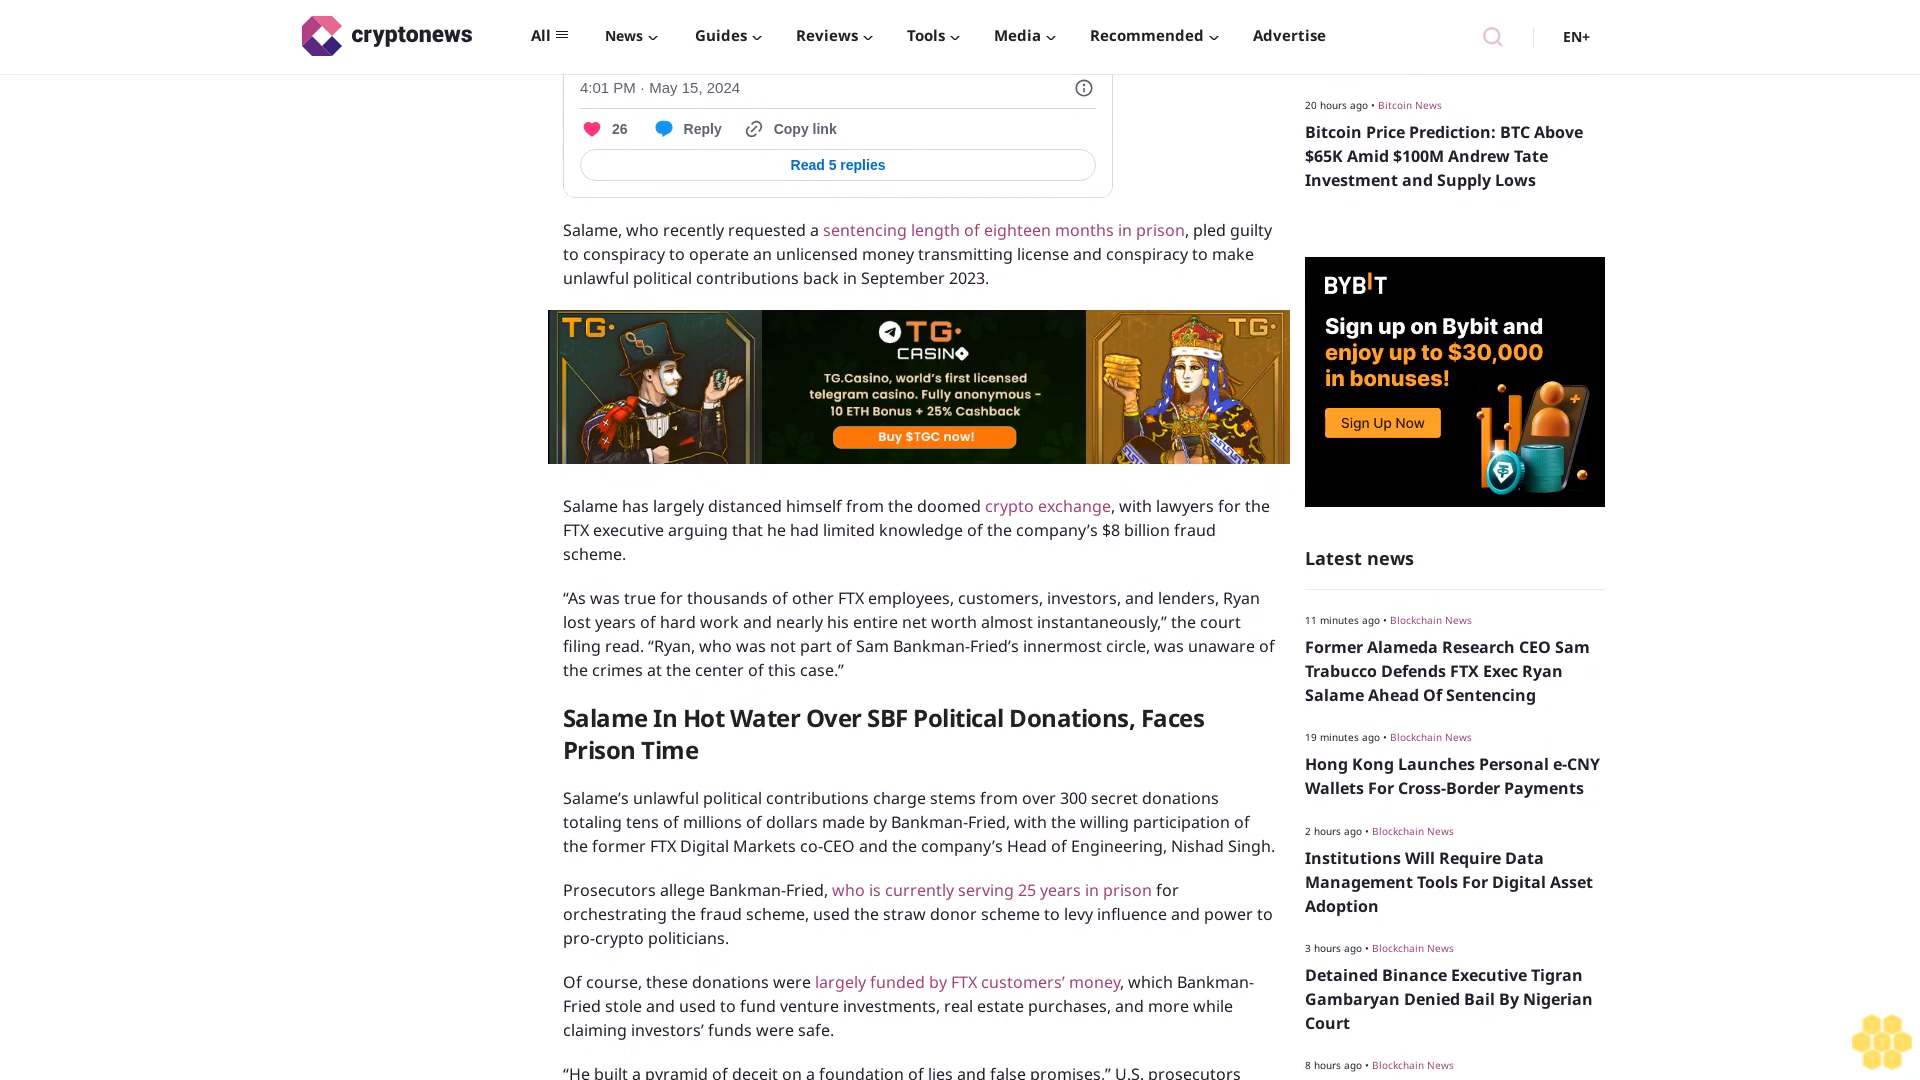 cryptonews
All
News
Guides
Reviews
Tools
Media
Recommended
Advertise
EN+
4:01 PM · May 15, 2024
26
Reply
Copy link
Read 5 replies
Salame, who recently requested a sentencing length of eighteen months in prison, pled guilty
to conspiracy to operate an unlicensed money transmitting license and conspiracy to make
unlawful political contributions back in September 2023.
TG·
TG·
CASINO
TG.Casino, world’s first licensed
telegram casino. Fully anonymous -
10 ETH Bonus + 25% Cashback
Buy $TGC now!
TG·
Salame has largely distanced himself from the doomed crypto exchange, with lawyers for the
FTX executive arguing that he had limited knowledge of the company’s $8 billion fraud
scheme.
“As was true for thousands of other FTX employees, customers, investors, and lenders, Ryan
lost years of hard work and nearly his entire net worth almost instantaneously,” the court
filing read. “Ryan, who was not part of Sam Bankman-Fried’s innermost circle, was unaware of
the crimes at the center of this case.”
Salame In Hot Water Over SBF Political Donations, Faces
Prison Time
Salame’s unlawful political contributions charge stems from over 300 secret donations
totaling tens of millions of dollars made by Bankman-Fried, with the willing participation of
the former FTX Digital Markets co-CEO and the company’s Head of Engineering, Nishad Singh.
Prosecutors allege Bankman-Fried, who is currently serving 25 years in prison for
orchestrating the fraud scheme, used the straw donor scheme to levy influence and power to
pro-crypto politicians.
Of course, these donations were largely funded by FTX customers’ money, which Bankman-
Fried stole and used to fund venture investments, real estate purchases, and more while
claiming investors’ funds were safe.
“He built a pyramid of deceit on a foundation of lies and false promises,” U.S. prosecutors
20 hours ago • Bitcoin News
Bitcoin Price Prediction: BTC Above
$65K Amid $100M Andrew Tate
Investment and Supply Lows
BYBIT
Sign up on Bybit and
enjoy up to $30,000
in bonuses!
Sign Up Now
Latest news
11 minutes ago • Blockchain News
Former Alameda Research CEO Sam
Trabucco Defends FTX Exec Ryan
Salame Ahead Of Sentencing
19 minutes ago • Blockchain News
Hong Kong Launches Personal e-CNY
Wallets For Cross-Border Payments
2 hours ago • Blockchain News
Institutions Will Require Data
Management Tools For Digital Asset
Adoption
3 hours ago • Blockchain News
Detained Binance Executive Tigran
Gambaryan Denied Bail By Nigerian
Court
8 hours ago • Blockchain News